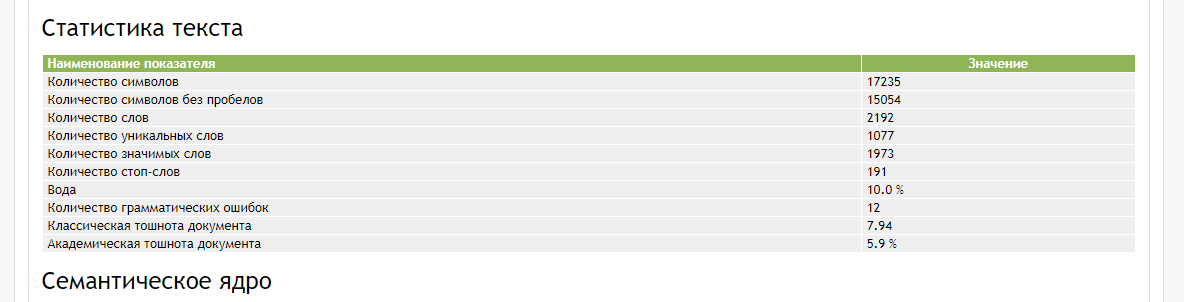 Статистика текста
Наименование показателя Значение
Количество символов 17235
Количество символов без пробелов 15054
Количество слов 2192
Количество уникальных слов 1077
Количество значимых слов 1973
Количество стоп-слов 191
Вода 10.0 %
Количество грамматических ошибок 12
Классическая тошнота документа 7.94
Академическая тошнота документа 5.9 %
Семантическое ядро